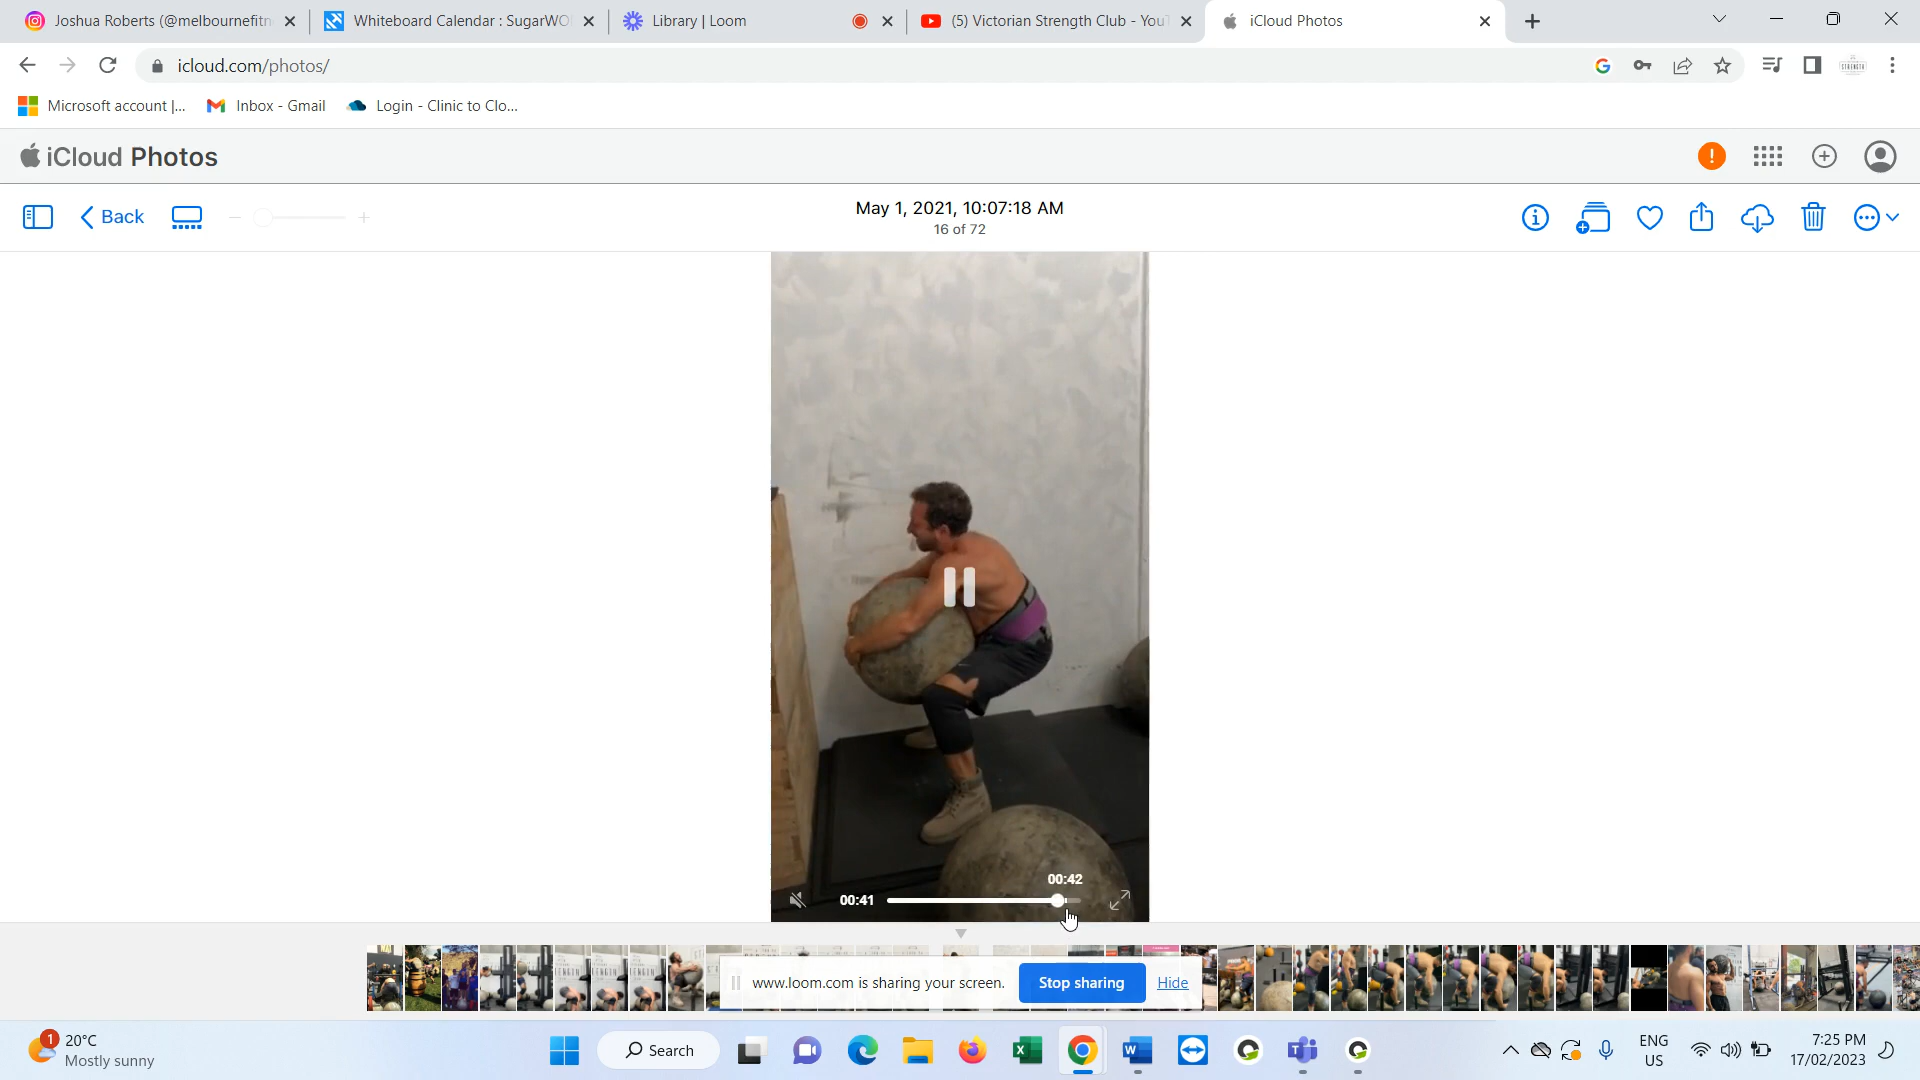 Joshua Roberts (@melbournefitn
Whiteboard Calendar : SugarWO
Library | Loom
(5) Victorian Strength Club - YouT
iCloud Photos
icloud.com/photos/
Microsoft account |...
Inbox - Gmail
Login - Clinic to Clo...
iCloud Photos
Back
May 1, 2021, 10:07:18 AM
16 of 72
00:42
00:41
www.loom.com is sharing your screen.
Stop sharing
Hide
1
20°C
Mostly sunny
Search
ENG
US
7:25 PM
17/02/2023